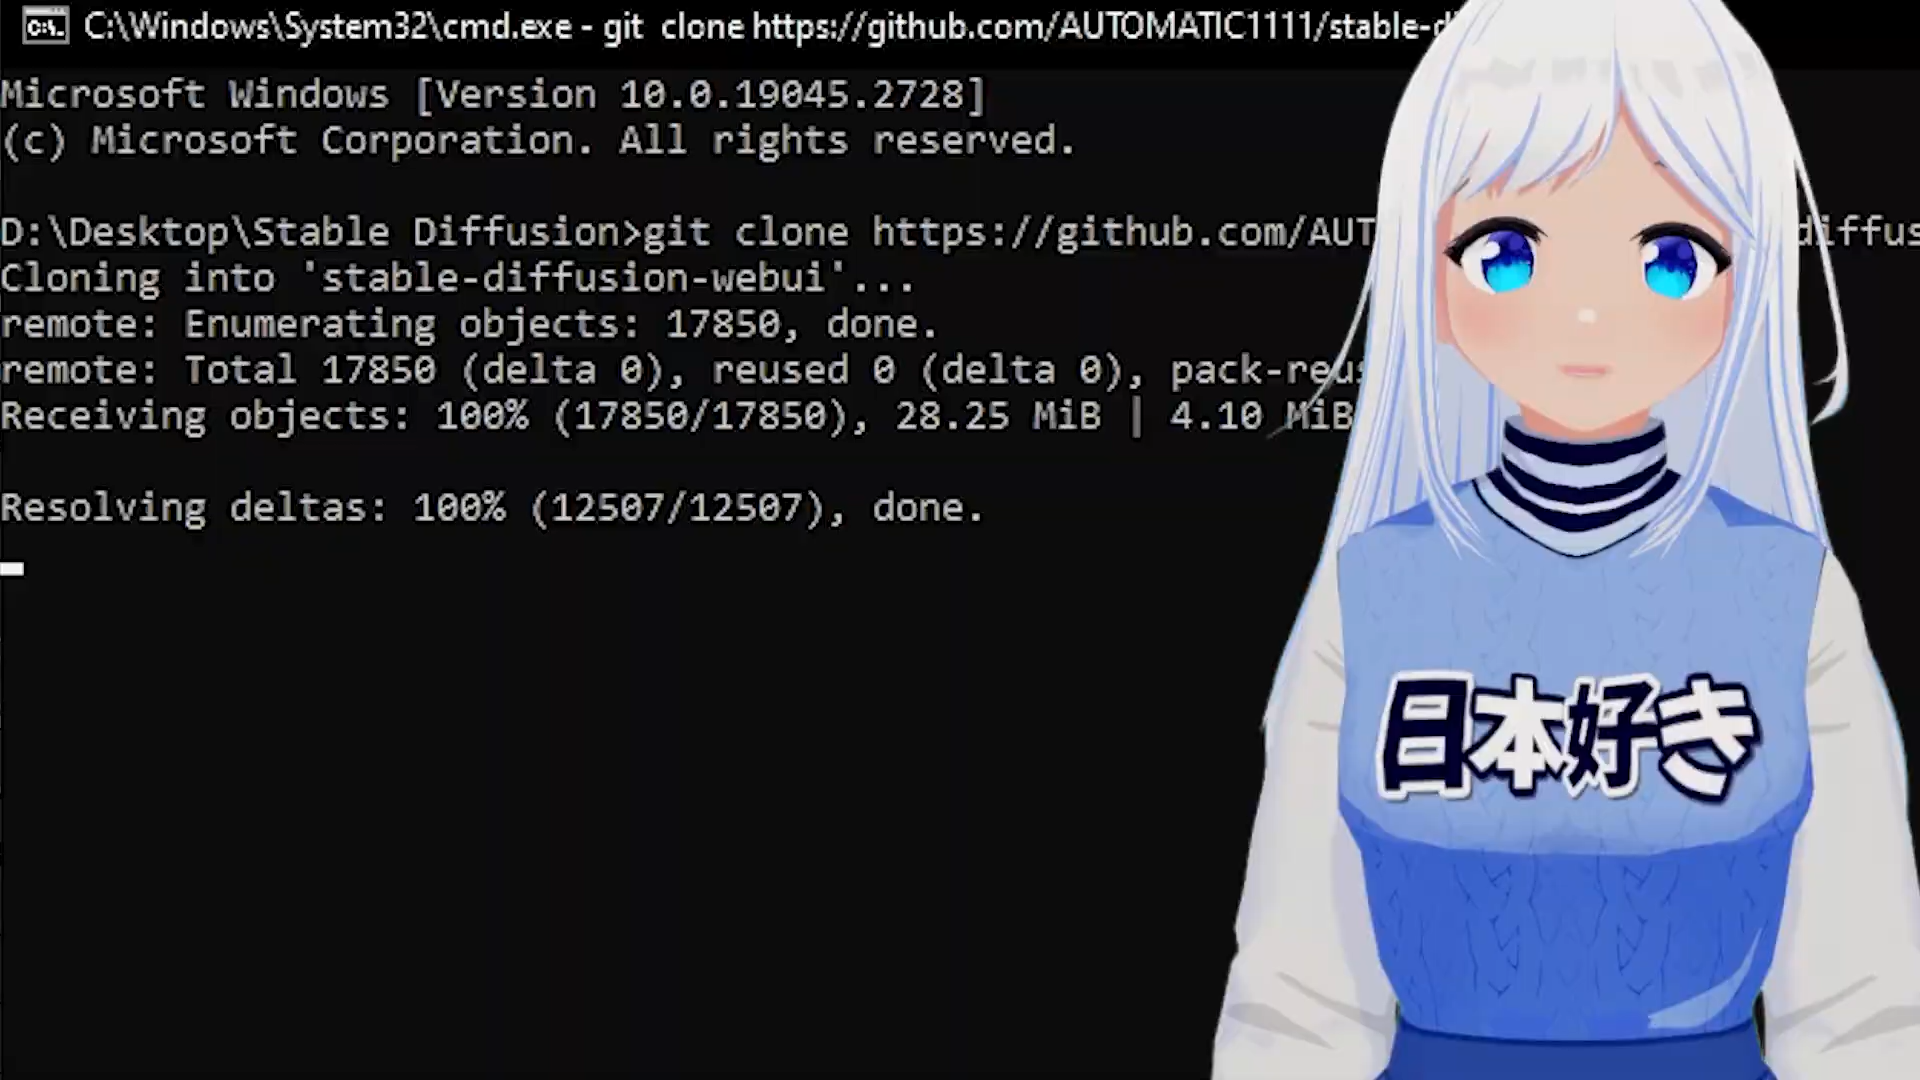 C:\Windows\System32\cmd.exe - git  clone https://github.com/AUTOMATIC1111/stable-d
Microsoft Windows [Version 10.0.19045.2728]
(c) Microsoft Corporation. All rights reserved.
D:\Desktop\Stable Diffusion>git clone https://github.com/AUT diffus
Cloning into 'stable-diffusion-webui'...
remote: Enumerating objects: 17850, done.
remote: Total 17850 (delta 0), reused 0 (delta 0), pack-reus
Receiving objects: 100% (17850/17850), 28.25 MiB | 4.10 MiB
Resolving deltas: 100% (12507/12507), done.
日本好き